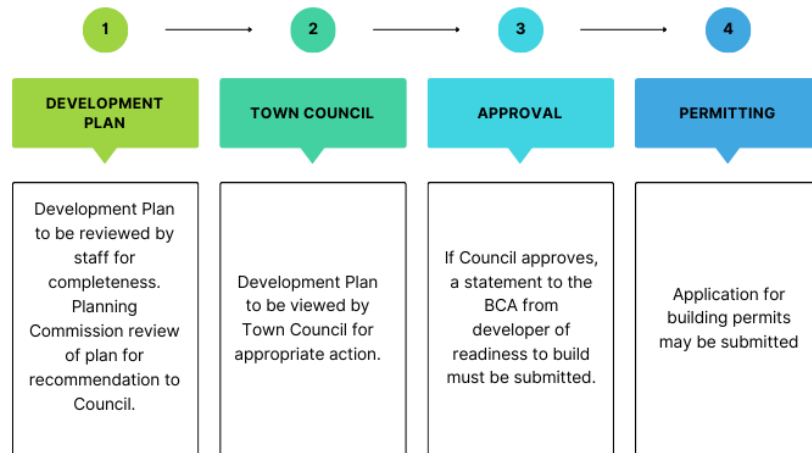 1
2
3
4
DEVELOPMENT
PLAN
TOWN COUNCIL
APPROVAL
PERMITTING
Development Plan
to be reviewed by
staff for
completeness.
Planning
Commission review
of plan for
recommendation to
Council.
Development Plan
to be viewed by
Town Council for
appropriate action.
If Council approves,
a statement to the
BCA from
developer of
readiness to build
must be submitted.
Application for
building permits
may be submitted